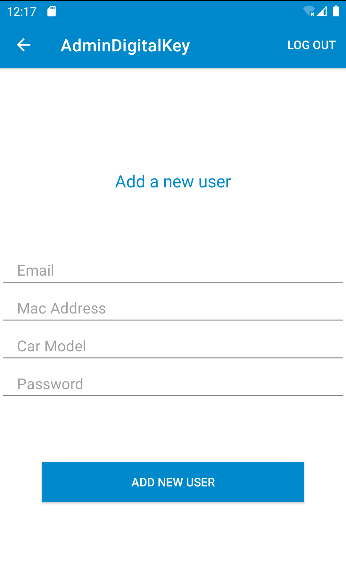 12:17
AdminDigitalKey
LOG OUT
Add a new user
Email
Mac Address
Car Model
Password
ADD NEW USER